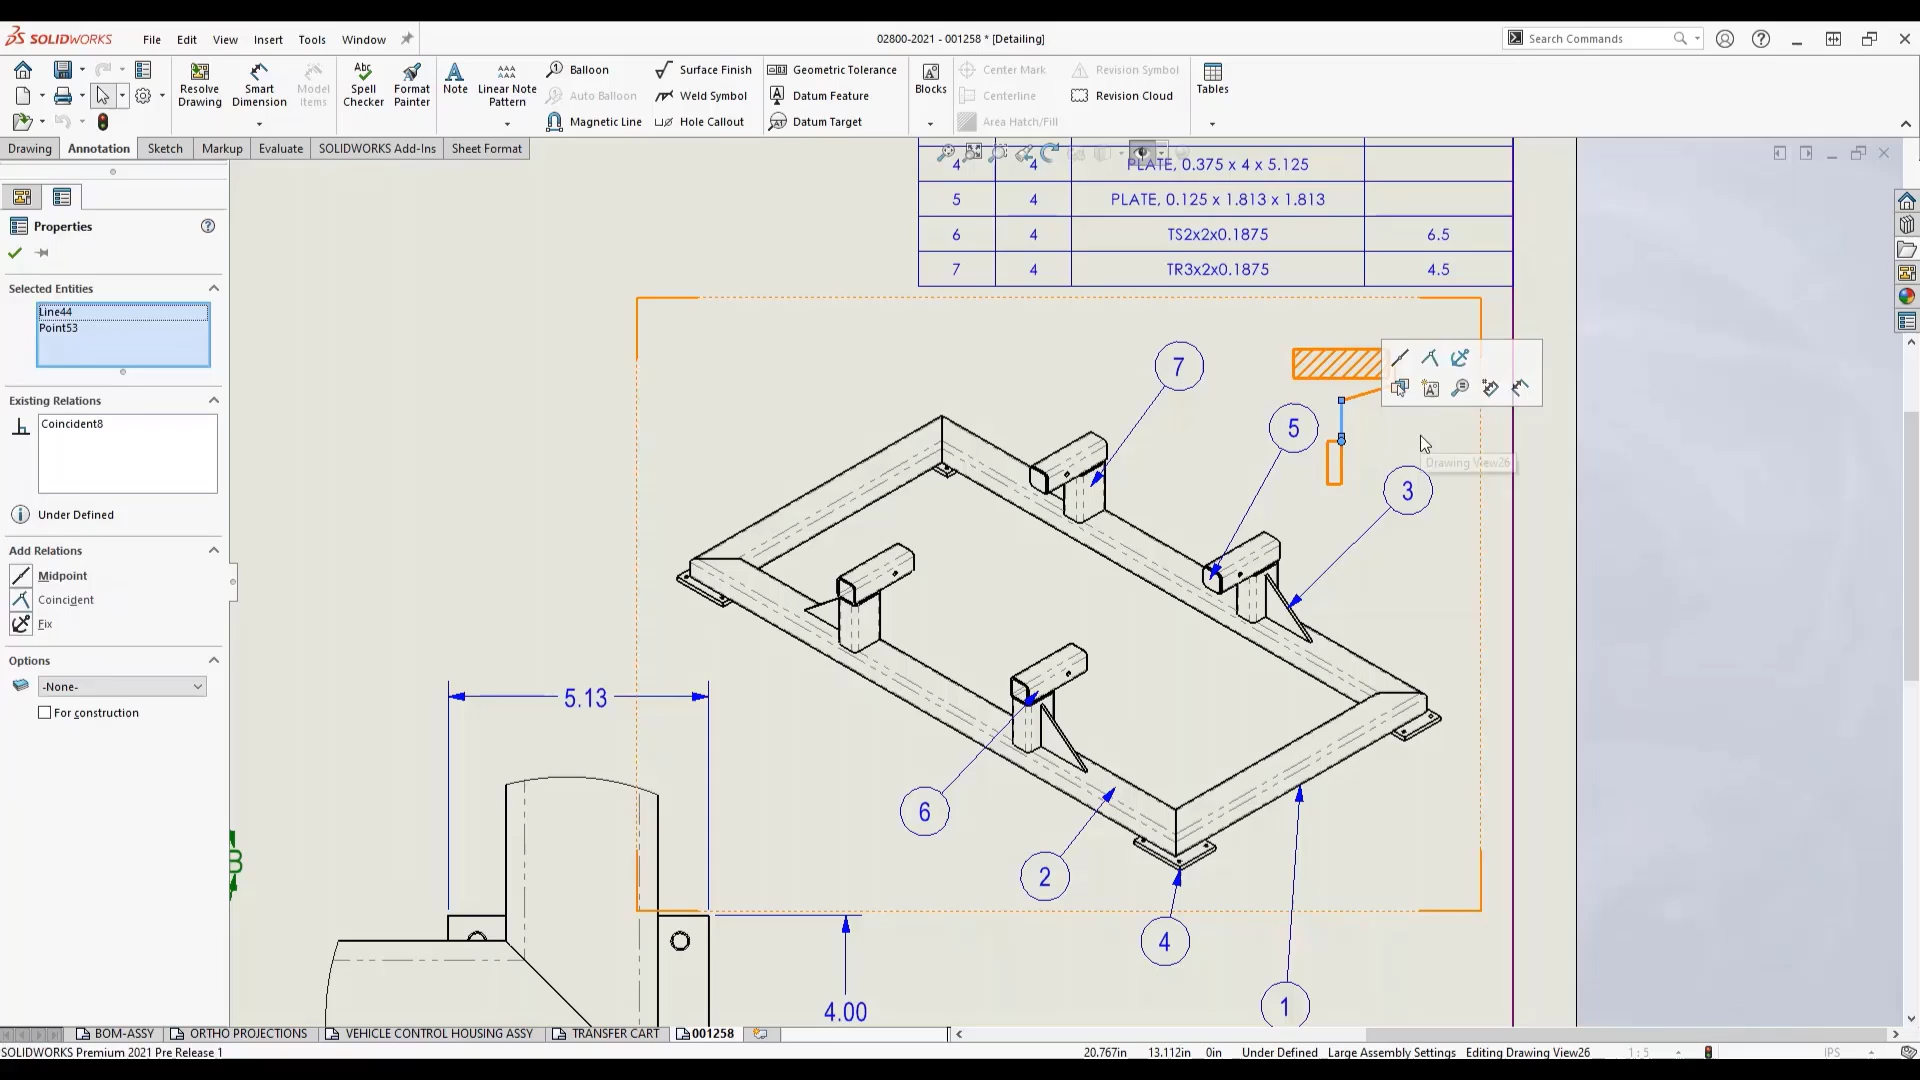 SOLIDWORKS File Edit View Insert Tools Window
02800-2021 - 001258 * [Detailing]
Search Commands
Resolve Drawing
Smart Dimension
Model Items
Spell Checker
Format Painter
Note
Linear Note Pattern
Balloon
Auto Balloon
Magnetic Line
Surface Finish
Weld Symbol
Hole Callout
Geometric Tolerance
Datum Feature
Datum Target
Blocks
Center Mark
Centerline
Area Hatch/Fill
Revision Symbol
Revision Cloud
Tables
Drawing Annotation Sketch Markup Evaluate SOLIDWORKS Add-Ins Sheet Format
Properties
Selected Entities
Line44
Point53
Existing Relations
Coincident8
Under Defined
Add Relations
Midpoint
Coincident
Fix
Options
-None-
For construction
4 4 PLATE, 0.375 x 4 x 5.125
5 4 PLATE, 0.125 x 1.813 x 1.813
6 4 TS2x2x0.1875 6.5
7 4 TR3x2x0.1875 4.5
7
5
Drawing View26
3
5.13
6
2
B
4
1
4.00
BOM-ASSY ORTHO PROJECTIONS VEHICLE CONTROL HOUSING ASSY TRANSFER CART 001258
SOLIDWORKS Premium 2021 Pre Release 1
20.767in 13.112in 0in Under Defined Large Assembly Settings Editing Drawing View26 1 : 5 IPS